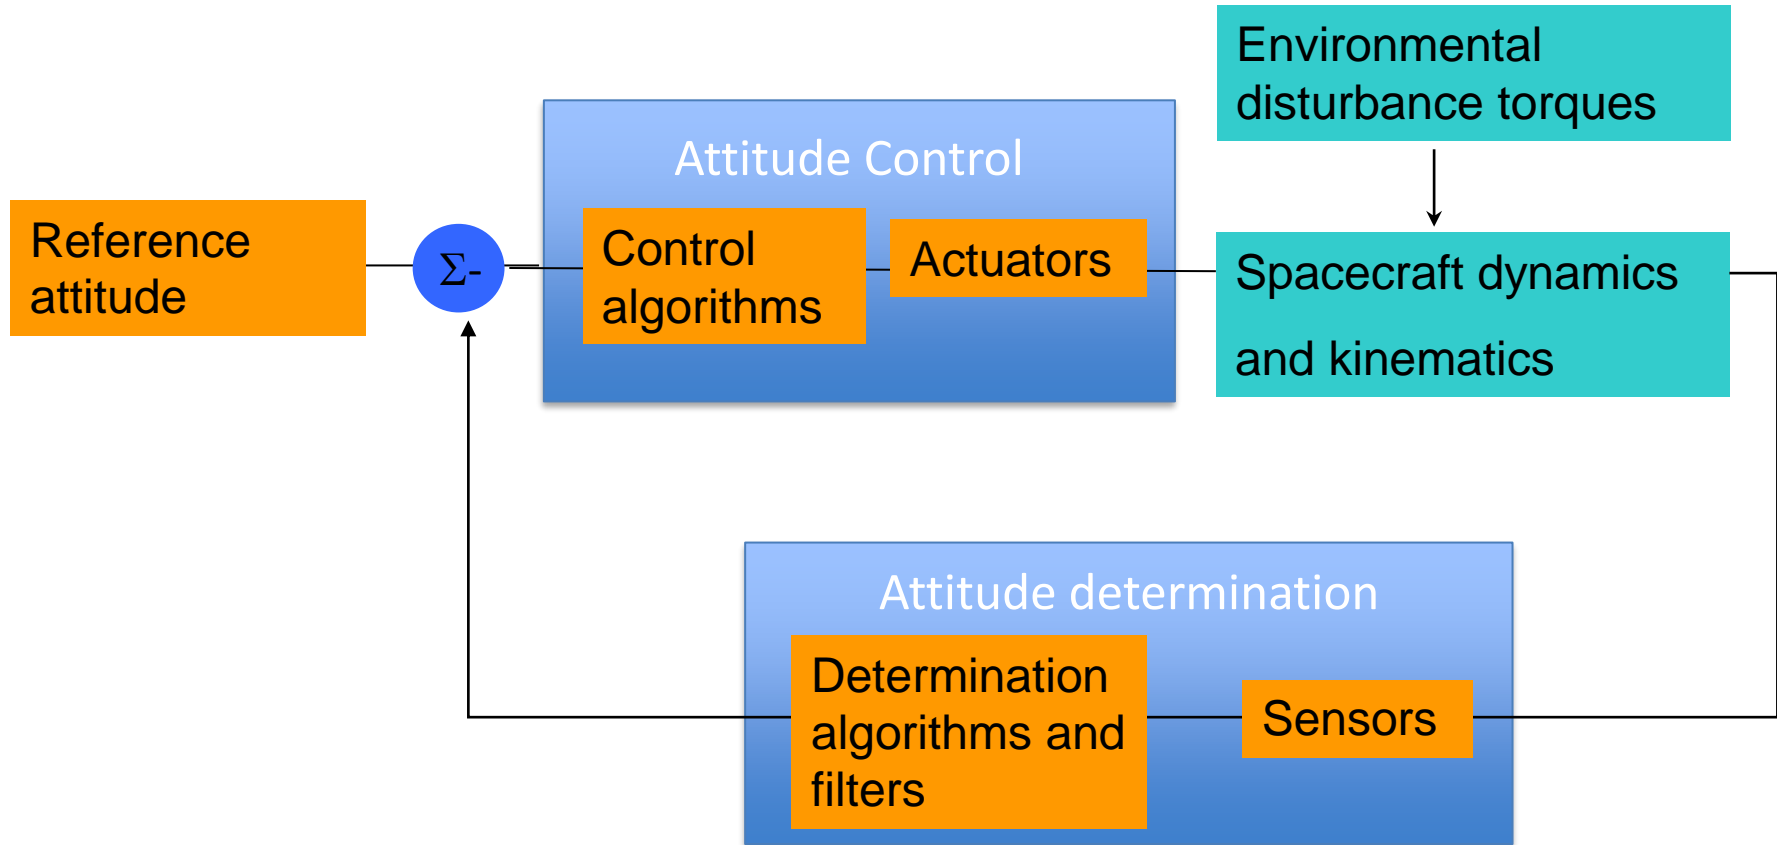 Environmental
disturbance torques
Attitude Control
Reference
attitude
Σ-
Control
algorithms
Actuators
Spacecraft dynamics
and kinematics
Attitude determination
Determination
algorithms and
filters
Sensors